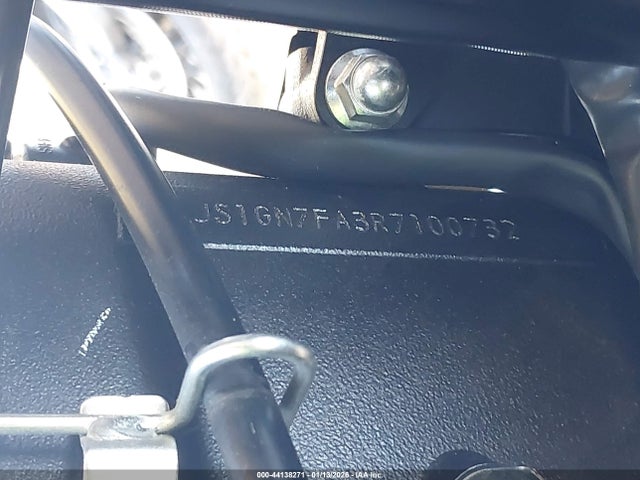 JS1GN7FA3R7100732
000-44138271 - 01/13/2026 - IAA Inc.